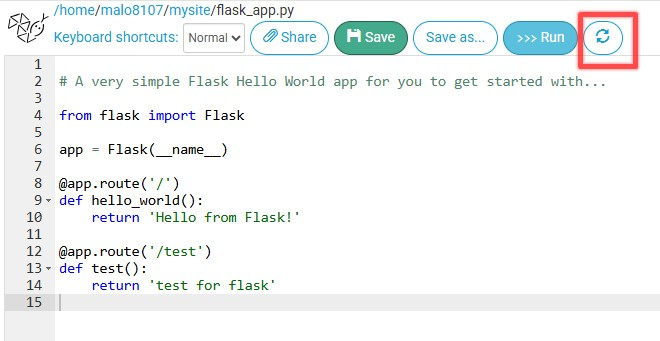 /home/malo8107/mysite/flask_app.py
Keyboard shortcuts: Normal Share Save Save as... >>> Run
1
2 # A very simple Flask Hello World app for you to get started with...
3
4 from flask import Flask
5
6 app = Flask(__name__)
7
8 @app.route('/')
9 def hello_world():
10     return 'Hello from Flask!'
11
12 @app.route('/test')
13 def test():
14     return 'test for flask'
15